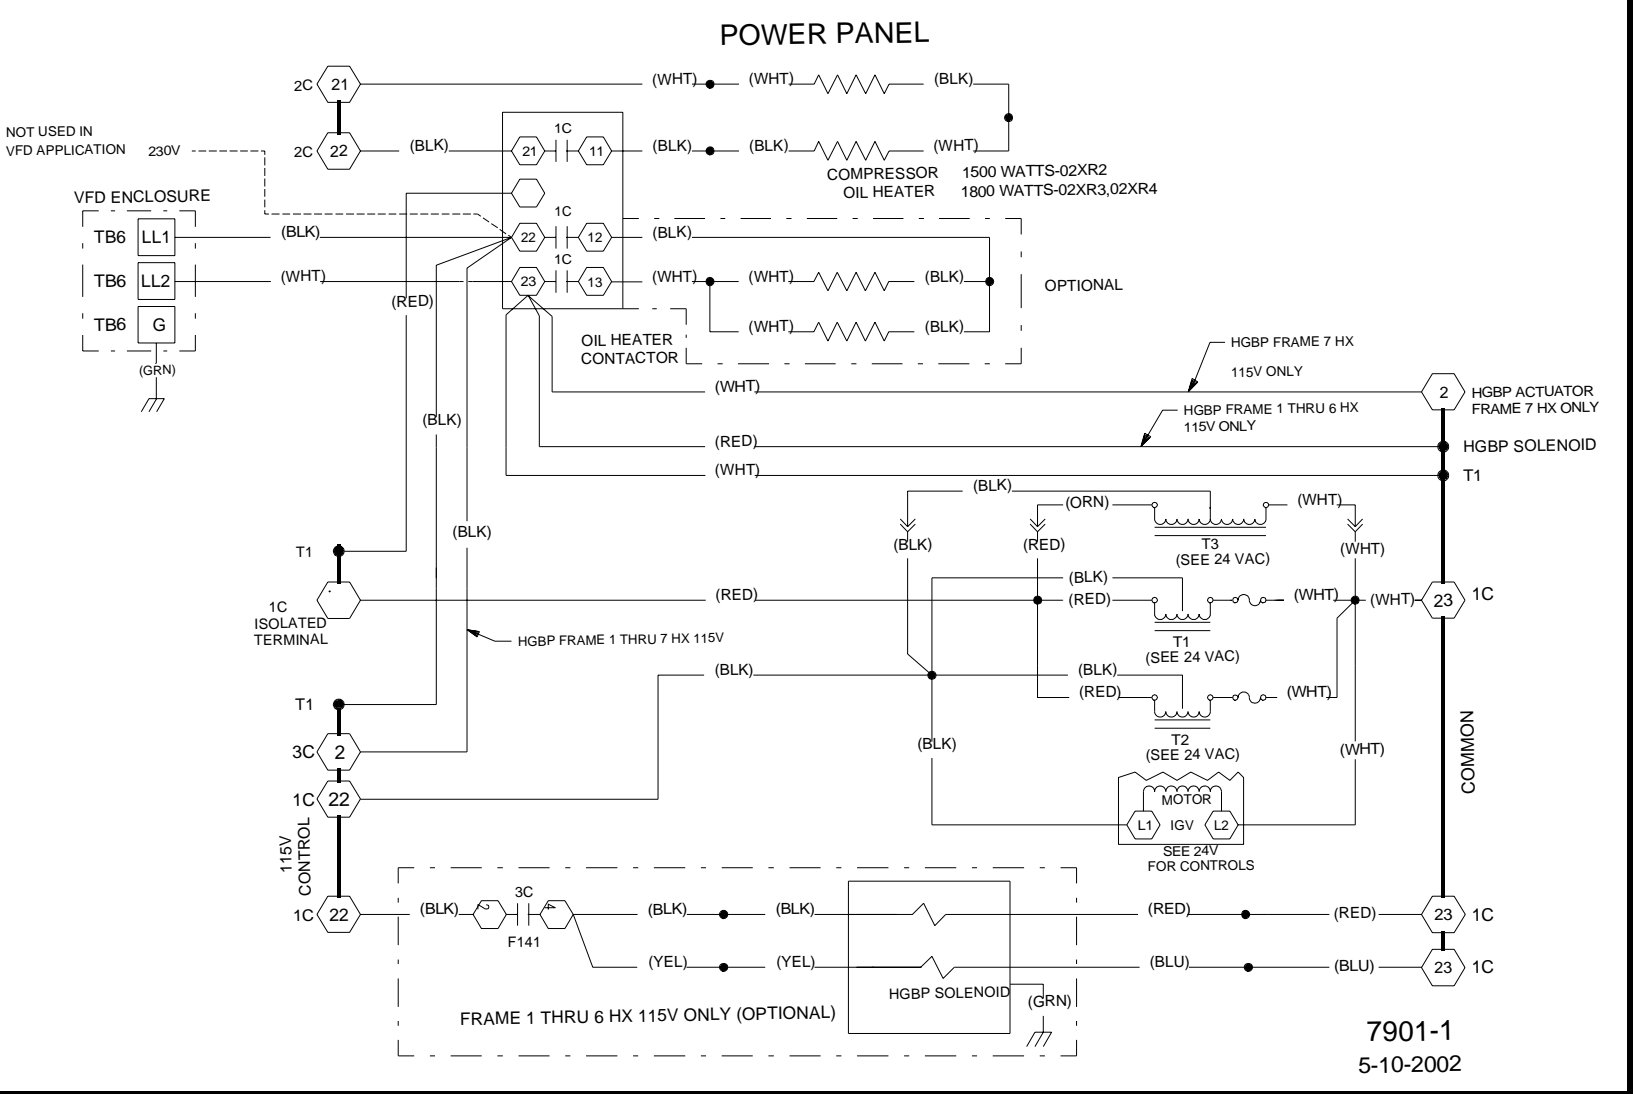 POWER PANEL
2C 21 (WHT) (WHT) (BLK)
NOT USED IN
VFD APPLICATION 230V
2C 22 (BLK) 21 1C 11 (BLK) (BLK) (WHT)
COMPRESSOR 1500 WATTS-02XR2
OIL HEATER 1800 WATTS-02XR3,02XR4
VFD ENCLOSURE
1C
TB6 LL1 (BLK) 22 12 (BLK)
1C
TB6 LL2 (WHT) 23 13 (WHT) (WHT) (BLK)
OPTIONAL
(RED)
TB6 G
(WHT) (BLK)
OIL HEATER
CONTACTOR
(GRN)
HGBP FRAME 7 HX
115V ONLY
(WHT)
2 HGBP ACTUATOR
FRAME 7 HX ONLY
HGBP FRAME 1 THRU 6 HX
115V ONLY
(BLK)
(RED)
HGBP SOLENOID
(WHT)
T1
(BLK)
(ORN) (WHT)
(BLK)
(BLK) (RED) T3 (WHT)
(SEE 24 VAC)
T1
(BLK)
(RED) (RED) (WHT) (WHT) 23 1C
1C
ISOLATED
TERMINAL
HGBP FRAME 1 THRU 7 HX 115V
T1
(SEE 24 VAC)
(BLK) (BLK)
(RED) (WHT)
T1
T2
(SEE 24 VAC)
(BLK) (WHT)
COMMON
3C 2
1C 22
MOTOR
L1 IGV L2
SEE 24V
FOR CONTROLS
115V
CONTROL
3C
1C 22 (BLK) 2 4 (BLK) (BLK) (RED) (RED) 23 1C
F141
(YEL) (YEL) (BLU) (BLU) 23 1C
HGBP SOLENOID (GRN)
FRAME 1 THRU 6 HX 115V ONLY (OPTIONAL)
7901-1
5-10-2002